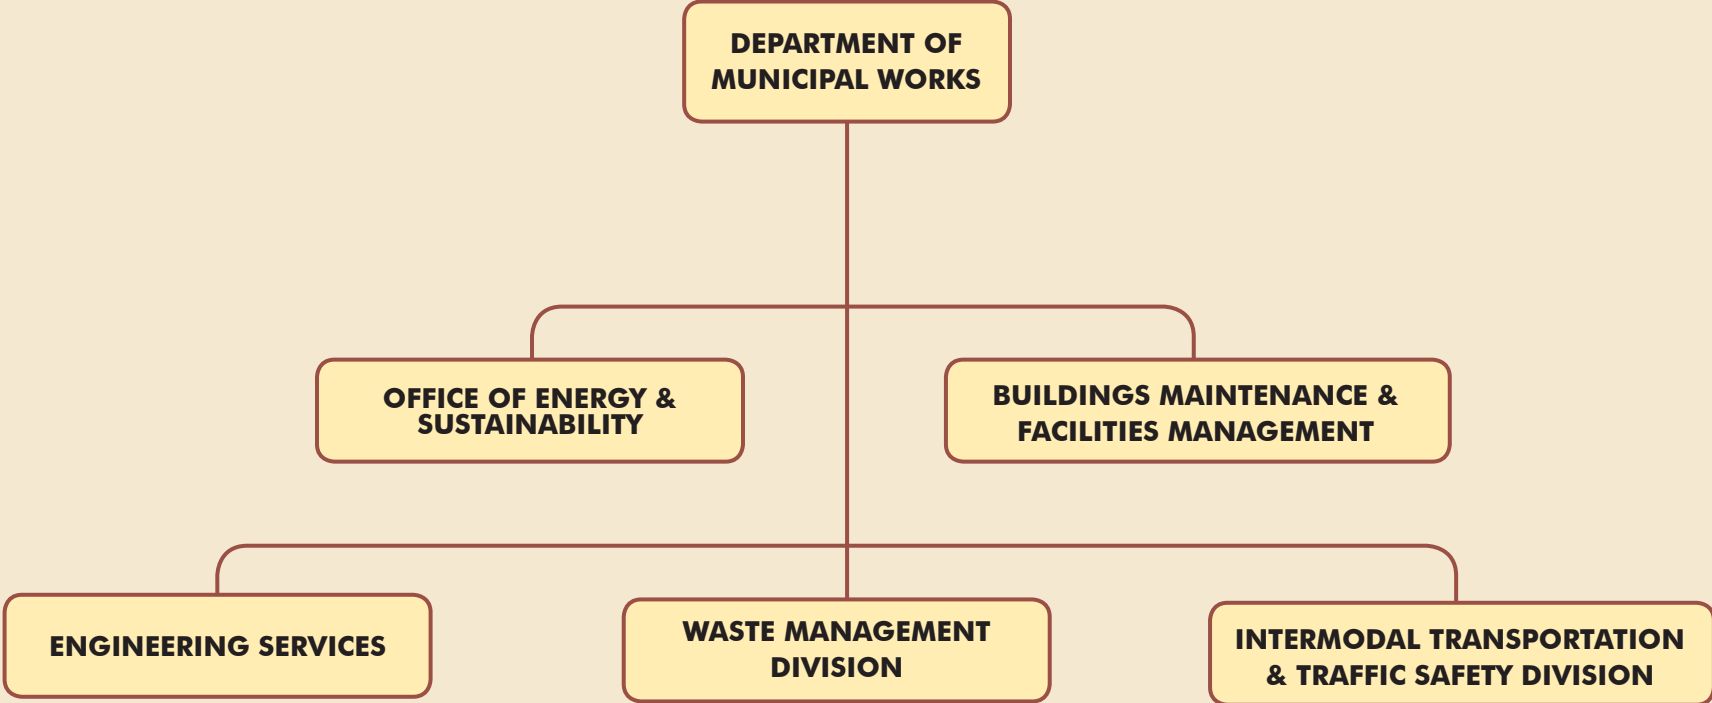 DEPARTMENT OF
MUNICIPAL WORKS
OFFICE OF ENERGY &
SUSTAINABILITY
BUILDINGS MAINTENANCE &
FACILITIES MANAGEMENT
ENGINEERING SERVICES
WASTE MANAGEMENT
DIVISION
INTERMODAL TRANSPORTATION
& TRAFFIC SAFETY DIVISION